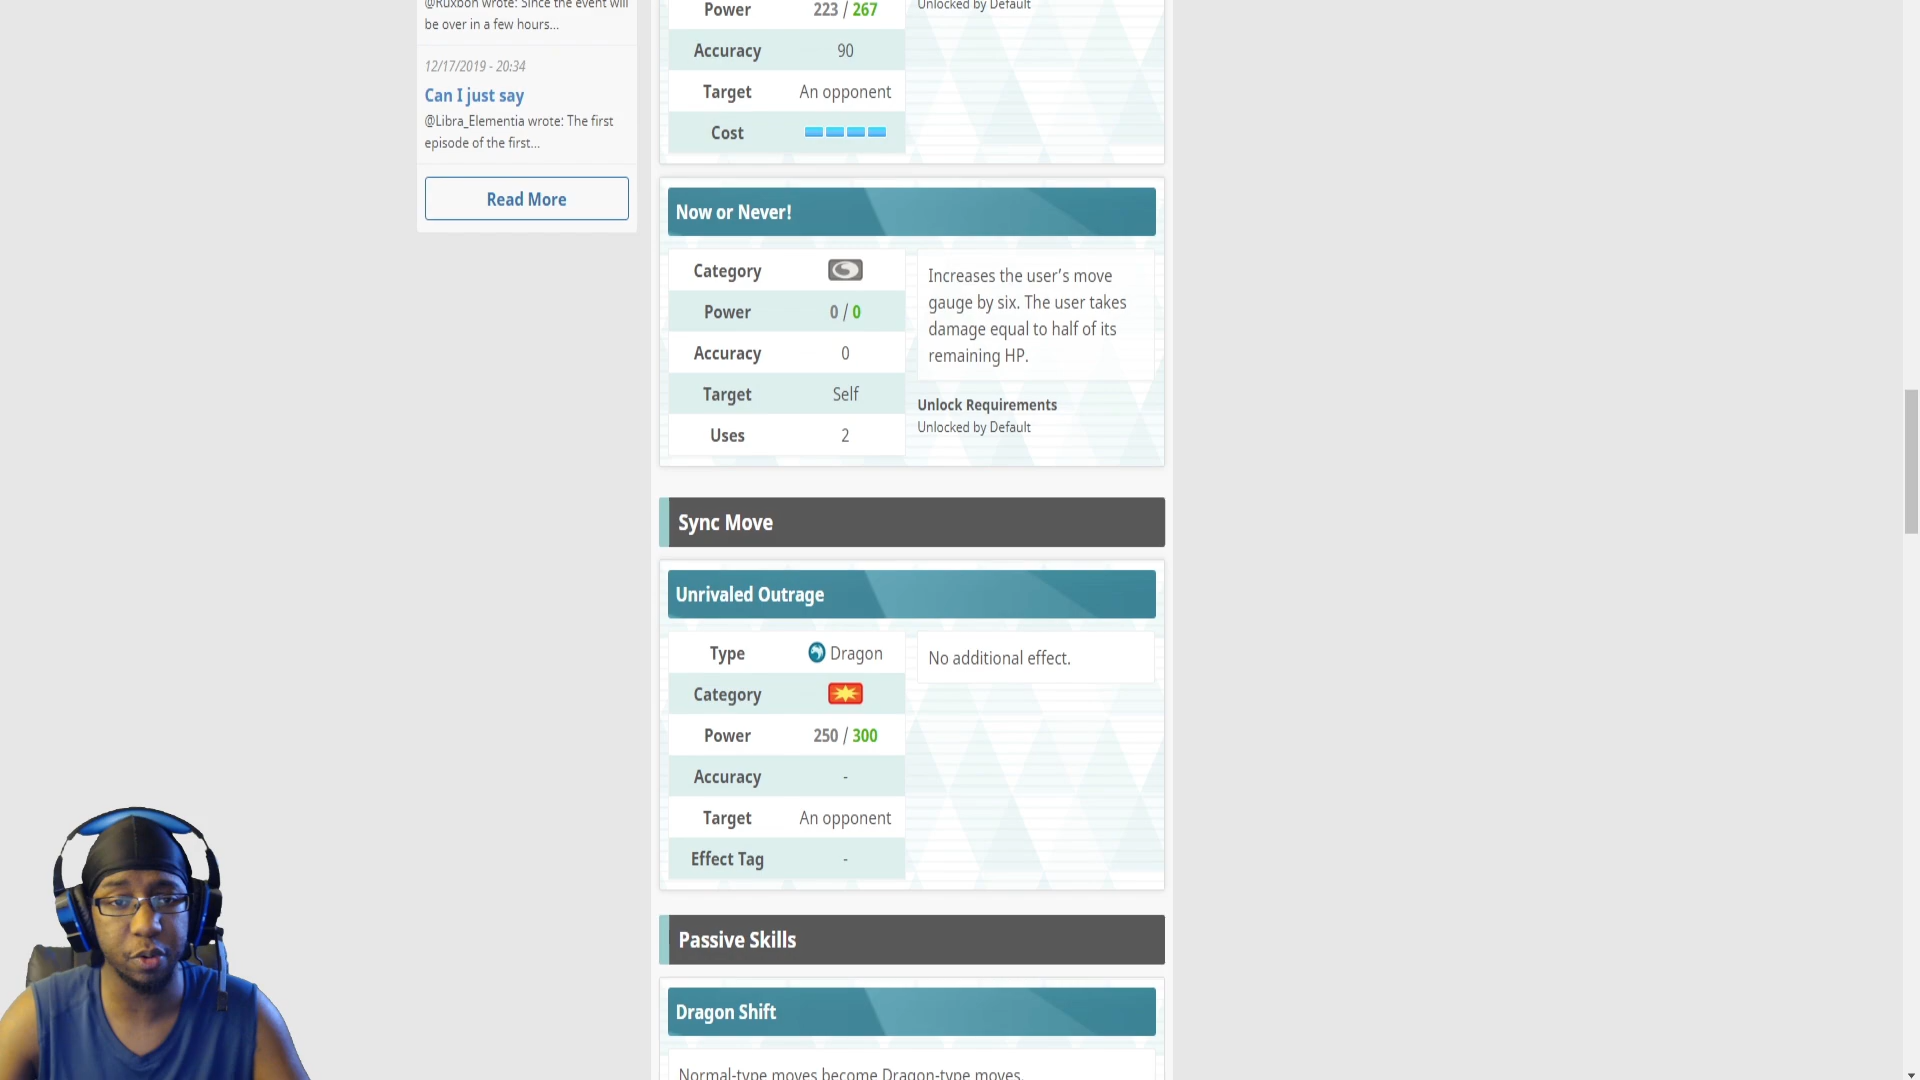 @Ruxbon wrote: Since the event will
be over in a few hours...
12/17/2019 - 20:34
Can I just say
@Libra_Elementia wrote: The first
episode of the first...
Read More
Power 223 / 267
Unlocked by Default
Accuracy 90
Target An opponent
Cost
Now or Never!
Category
Power 0 / 0
Accuracy 0
Target Self
Uses 2
Increases the user’s move
gauge by six. The user takes
damage equal to half of its
remaining HP.
Unlock Requirements
Unlocked by Default
Sync Move
Unrivaled Outrage
Type Dragon
Category
Power 250 / 300
Accuracy -
Target An opponent
Effect Tag -
No additional effect.
Passive Skills
Dragon Shift
Normal-type moves become Dragon-type moves.